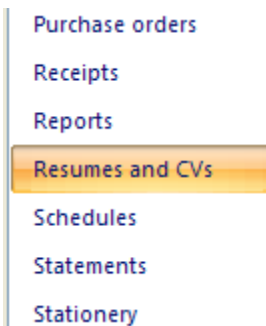 Purchase orders
Receipts
Reports
Resumes and CVs
Schedules
Statements
Stationery